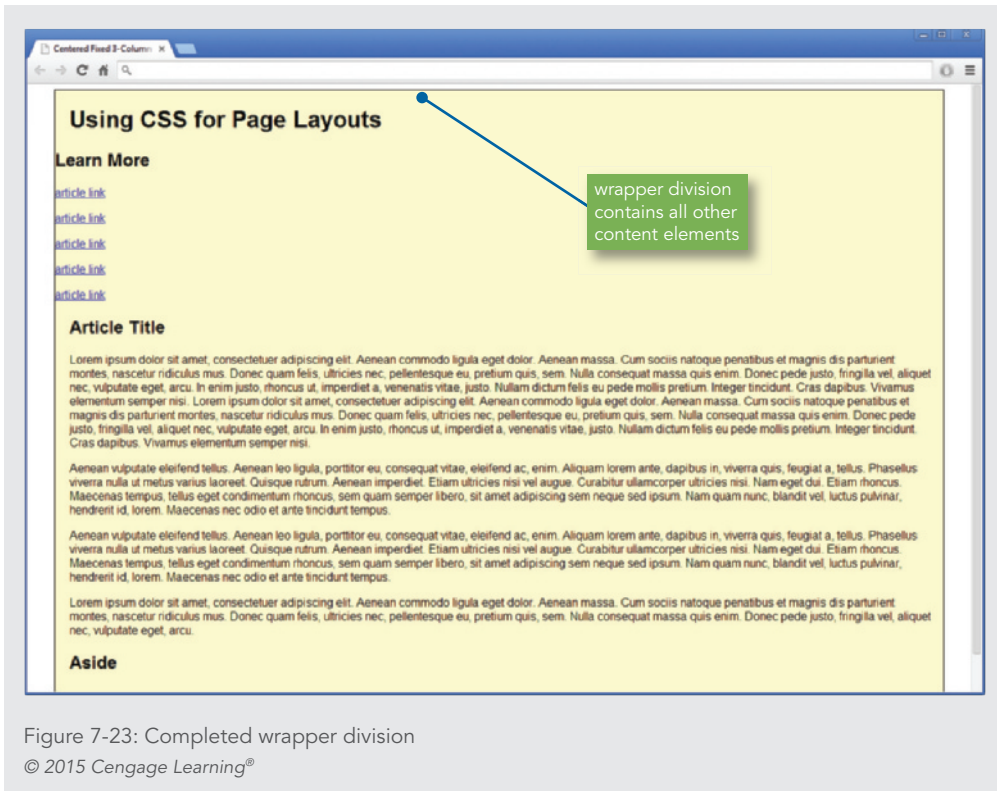 Centered Fixed 3-Column
Using CSS for Page Layouts
Learn More
article link
article link
article link
article link
article link
wrapper division
contains all other
content elements
Article Title
Lorem ipsum dolor sit amet, consectetuer adipiscing elit. Aenean commodo ligula eget dolor. Aenean massa. Cum sociis natoque penatibus et magnis dis parturient
montes, nascetur ridiculus mus. Donec quam felis, ultricies nec, pellentesque eu, pretium quis, sem. Nulla consequat massa quis enim. Donec pede justo, fringilla vel, aliquet
nec, vulputate eget, arcu. In enim justo, rhoncus ut, imperdiet a, venenatis vitae, justo. Nullam dictum felis eu pede mollis pretium. Integer tincidunt. Cras dapibus. Vivamus
elementum semper nisi. Lorem ipsum dolor sit amet, consectetuer adipiscing elit. Aenean commodo ligula eget dolor. Aenean massa. Cum sociis natoque penatibus et
magnis dis parturient montes, nascetur ridiculus mus. Donec quam felis, ultricies nec, pellentesque eu, pretium quis, sem. Nulla consequat massa quis enim. Donec pede
justo, fringilla vel, aliquet nec, vulputate eget, arcu. In enim justo, rhoncus ut, imperdiet a, venenatis vitae, justo. Nullam dictum felis eu pede mollis pretium. Integer tincidunt.
Cras dapibus. Vivamus elementum semper nisi.
Aenean vulputate eleifend tellus. Aenean leo ligula, porttitor eu, consequat vitae, eleifend ac, enim. Aliquam lorem ante, dapibus in, viverra quis, feugiat a, tellus. Phasellus
viverra nulla ut metus varius laoreet. Quisque rutrum. Aenean imperdiet. Etiam ultricies nisi vel augue. Curabitur ullamcorper ultricies nisi. Nam eget dui. Etiam rhoncus.
Maecenas tempus, tellus eget condimentum rhoncus, sem quam semper libero, sit amet adipiscing sem neque sed ipsum. Nam quam nunc, blandit vel, luctus pulvinar,
hendrerit id, lorem. Maecenas nec odio et ante tincidunt tempus.
Aenean vulputate eleifend tellus. Aenean leo ligula, porttitor eu, consequat vitae, eleifend ac, enim. Aliquam lorem ante, dapibus in, viverra quis, feugiat a, tellus. Phasellus
viverra nulla ut metus varius laoreet. Quisque rutrum. Aenean imperdiet. Etiam ultricies nisi vel augue. Curabitur ullamcorper ultricies nisi. Nam eget dui. Etiam rhoncus.
Maecenas tempus, tellus eget condimentum rhoncus, sem quam semper libero, sit amet adipiscing sem neque sed ipsum. Nam quam nunc, blandit vel, luctus pulvinar,
hendrerit id, lorem. Maecenas nec odio et ante tincidunt tempus.
Lorem ipsum dolor sit amet, consectetuer adipiscing elit. Aenean commodo ligula eget dolor. Aenean massa. Cum sociis natoque penatibus et magnis dis parturient
montes, nascetur ridiculus mus. Donec quam felis, ultricies nec, pellentesque eu, pretium quis, sem. Nulla consequat massa quis enim. Donec pede justo, fringilla vel, aliquet
nec, vulputate eget, arcu.
Aside
Figure 7-23: Completed wrapper division
© 2015 Cengage Learning®